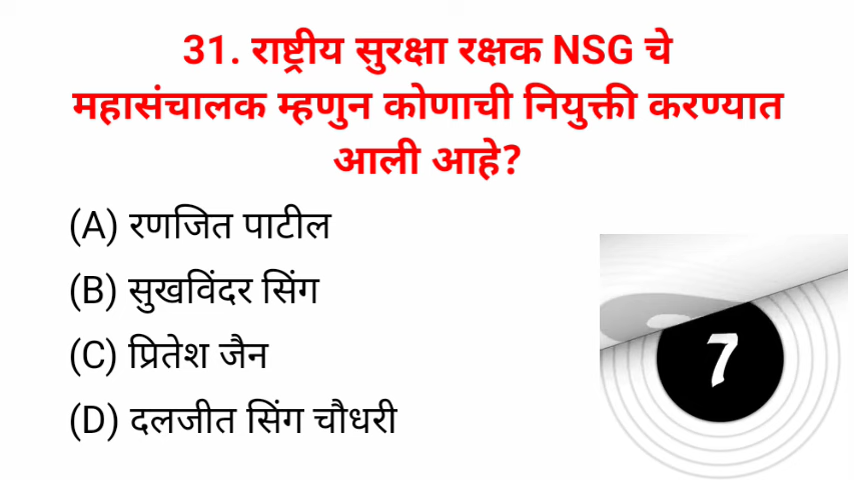 31. राष्ट्रीय सुरक्षा रक्षक NSG चे
महासंचालक म्हणुन कोणाची नियुक्ती करण्यात
आली आहे?
(A) रणजित पाटील
(B) सुखविंदर सिंग
(C) प्रितेश जैन
(D) दलजीत सिंग चौधरी
7